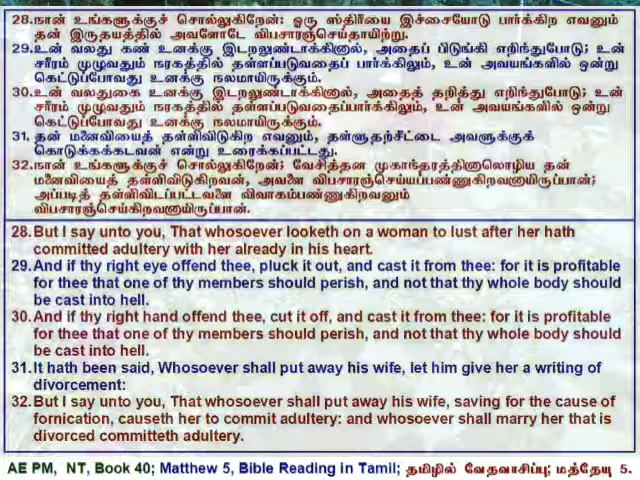 28.நான் உங்களுக்குச் சொல்லுகிறேன்: ஒரு ஸ்திரீயை இச்சையோடு பார்க்கிற எவனும்
தன் இருதயத்தில் அவளோடே விபசாரஞ்செய்தாயிற்று.
29.உன் வலது கண் உனக்கு இடறலுண்டாக்கினால், அதைப் பிடுங்கி எறிந்துபோடு; உன்
சரீரம் முழுவதும் நரகத்தில் தள்ளப்படுவதைப் பார்க்கிலும், உன் அவயங்களில் ஒன்று
கெட்டுப்போவது உனக்கு நலமாயிருக்கும்.
30.உன் வலதுகை உனக்கு இடறலுண்டாக்கினால், அதைத் தறித்து எறிந்துபோடு; உன்
சரீரம் முழுவதும் நரகத்தில் தள்ளப்படுவதைப்பார்க்கிலும், உன் அவயங்களில் ஒன்று
கெட்டுப்போவது உனக்கு நலமாயிருக்கும்.
31. தன் மனைவியைத் தள்ளிவிடுகிற எவனும், தள்ளுதற்சீட்டை அவளுக்குக்
கொடுக்கக்கடவன் என்று உரைக்கப்பட்டது.
32.நான் உங்களுக்குச் சொல்லுகிறேன்; வேசித்தன முகாந்தரத்தினாலொழிய தன்
மனைவியைத் தள்ளிவிடுகிறவன், அவளை விபசாரஞ்செய்யப்பண்ணுகிறவனாயிருப்பான்;
அப்படித் தள்ளிவிடப்பட்டவளை விவாகம்பண்ணுகிறவனும்
விபசாரஞ்செய்கிறவனாயிருப்பான்.
28.But I say unto you, That whosoever looketh on a woman to lust after her hath
committed adultery with her already in his heart.
29.And if thy right eye offend thee, pluck it out, and cast it from thee: for it is profitable
for thee that one of thy members should perish, and not that thy whole body should
be cast into hell.
30.And if thy right hand offend thee, cut it off, and cast it from thee: for it is profitable
for thee that one of thy members should perish, and not that thy whole body should
be cast into hell.
31.It hath been said, Whosoever shall put away his wife, let him give her a writing of
divorcement:
32.But I say unto you, That whosoever shall put away his wife, saving for the cause of
fornication, causeth her to commit adultery: and whosoever shall marry her that is
divorced committeth adultery.
AE PM, NT, Book 40; Matthew 5, Bible Reading in Tamil; தமிழில் வேதவாசிப்பு; மத்தேயு 5.